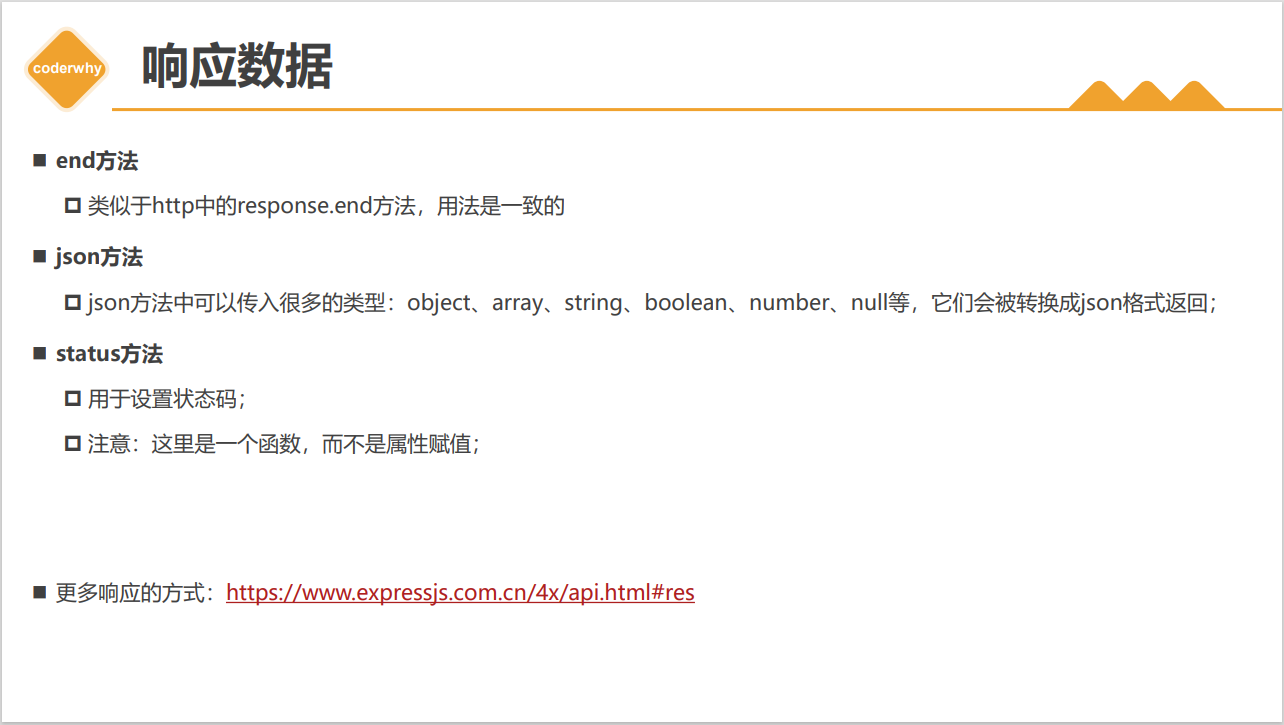 coderwhy
响应数据
end方法
类似于http中的response.end方法，用法是一致的
json方法
json方法中可以传入很多的类型：object、array、string、boolean、number、null等，它们会被转换成json格式返回；
status方法
用于设置状态码；
注意：这里是一个函数，而不是属性赋值；
更多响应的方式：https://www.expressjs.com.cn/4x/api.html#res